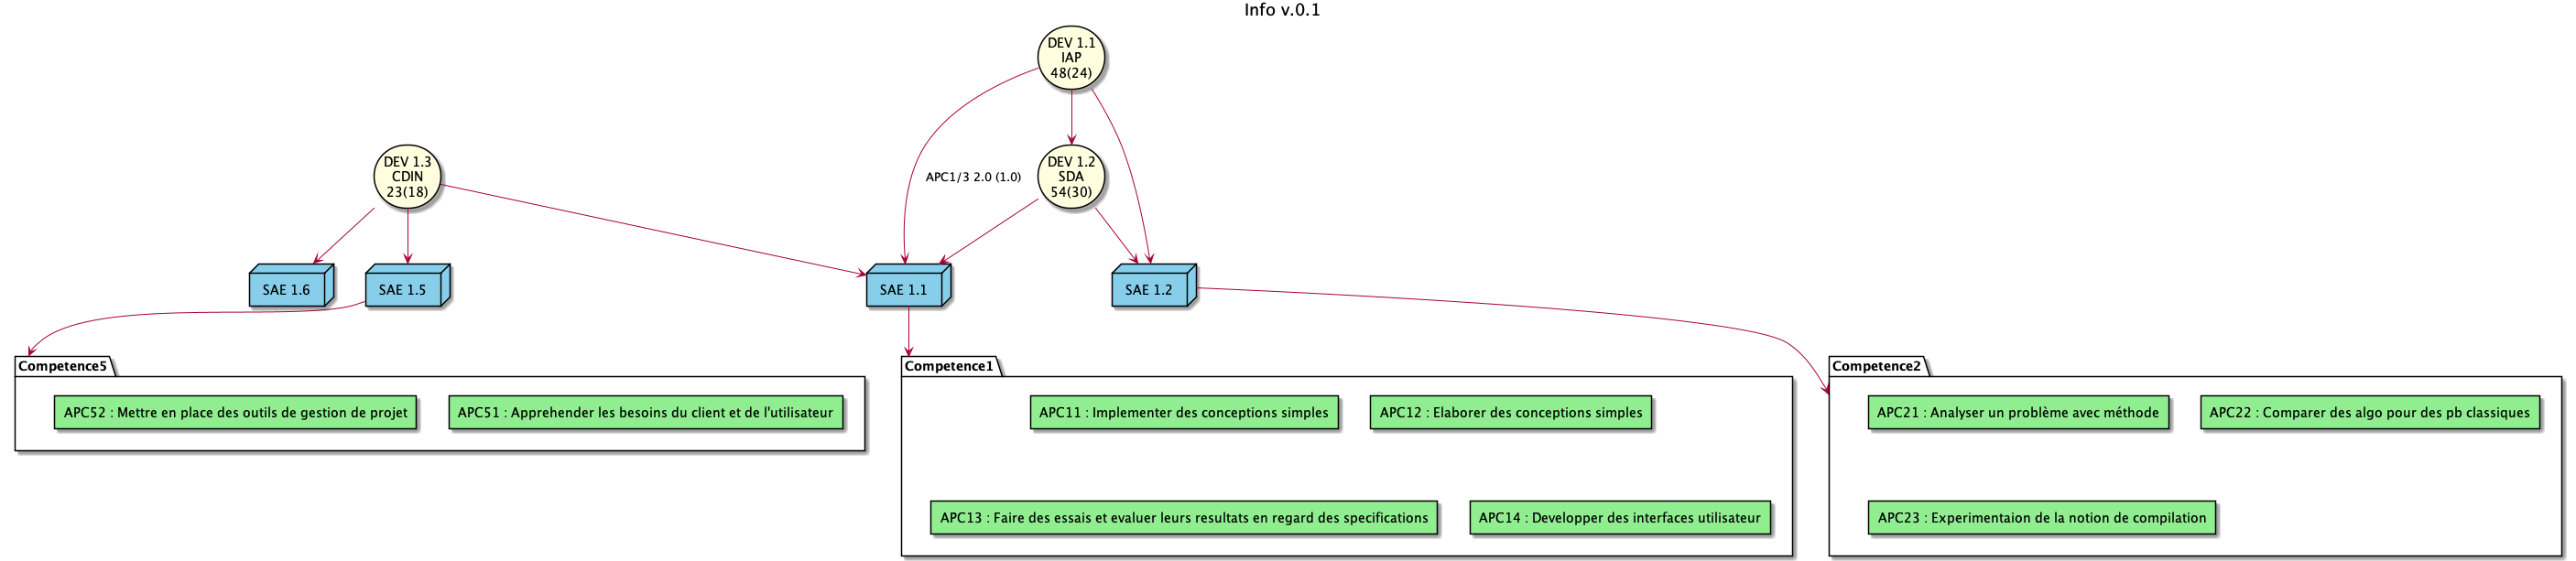 Info v.0.1
DEV 1.1
IAP
48(24)
DEV 1.3
CDIN
23(18)
APC1/3 2.0 (1.0)
DEV 1.2
SDA
54(30)
SAE 1.6
SAE 1.5
SAE 1.1
SAE 1.2
Competence5
APC52 : Mettre en place des outils de gestion de projet
APC51 : Apprehender les besoins du client et de l'utilisateur
Competence1
APC11 : Implementer des conceptions simples
APC12 : Elaborer des conceptions simples
APC13 : Faire des essais et evaluer leurs resultats en regard des specifications
APC14 : Developper des interfaces utilisateur
Competence2
APC21 : Analyser un problème avec méthode
APC22 : Comparer des algo pour des pb classiques
APC23 : Experimentaion de la notion de compilation